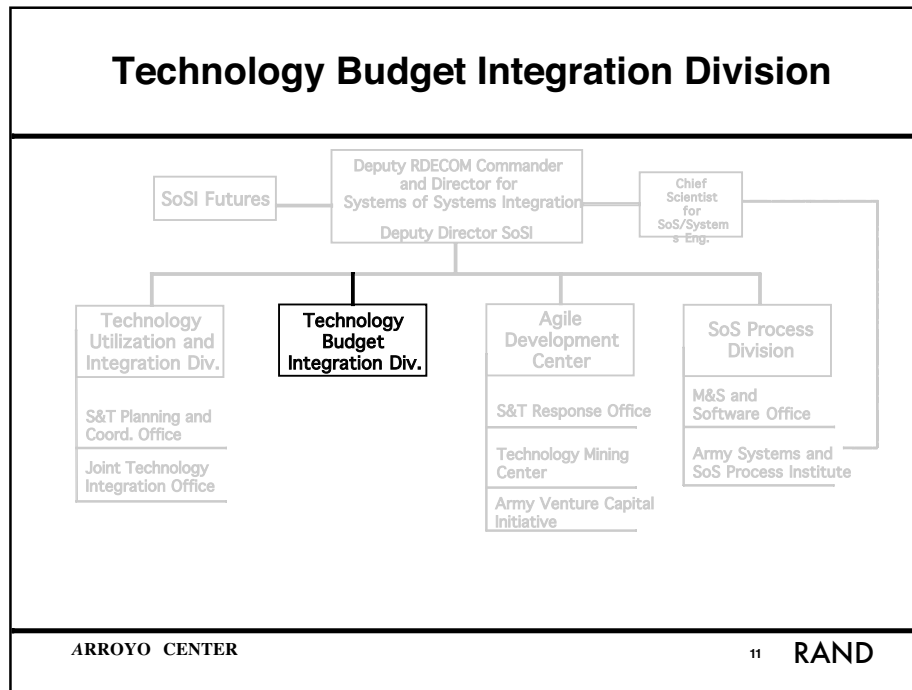 Technology Budget Integration Division
Deputy RDECOM Commander
and Director for
Systems of Systems Integration
Deputy Director SoSI
SoSI Futures
Chief
Scientist
for
SoS/System
s Eng.
Technology
Utilization and
Integration Div.
S&T Planning and
Coord. Office
Joint Technology
Integration Office
Technology
Budget
Integration Div.
Agile
Development
Center
S&T Response Office
Technology Mining
Center
Army Venture Capital
Initiative
SoS Process
Division
M&S and
Software Office
Army Systems and
SoS Process Institute
ARROYO CENTER
11
RAND